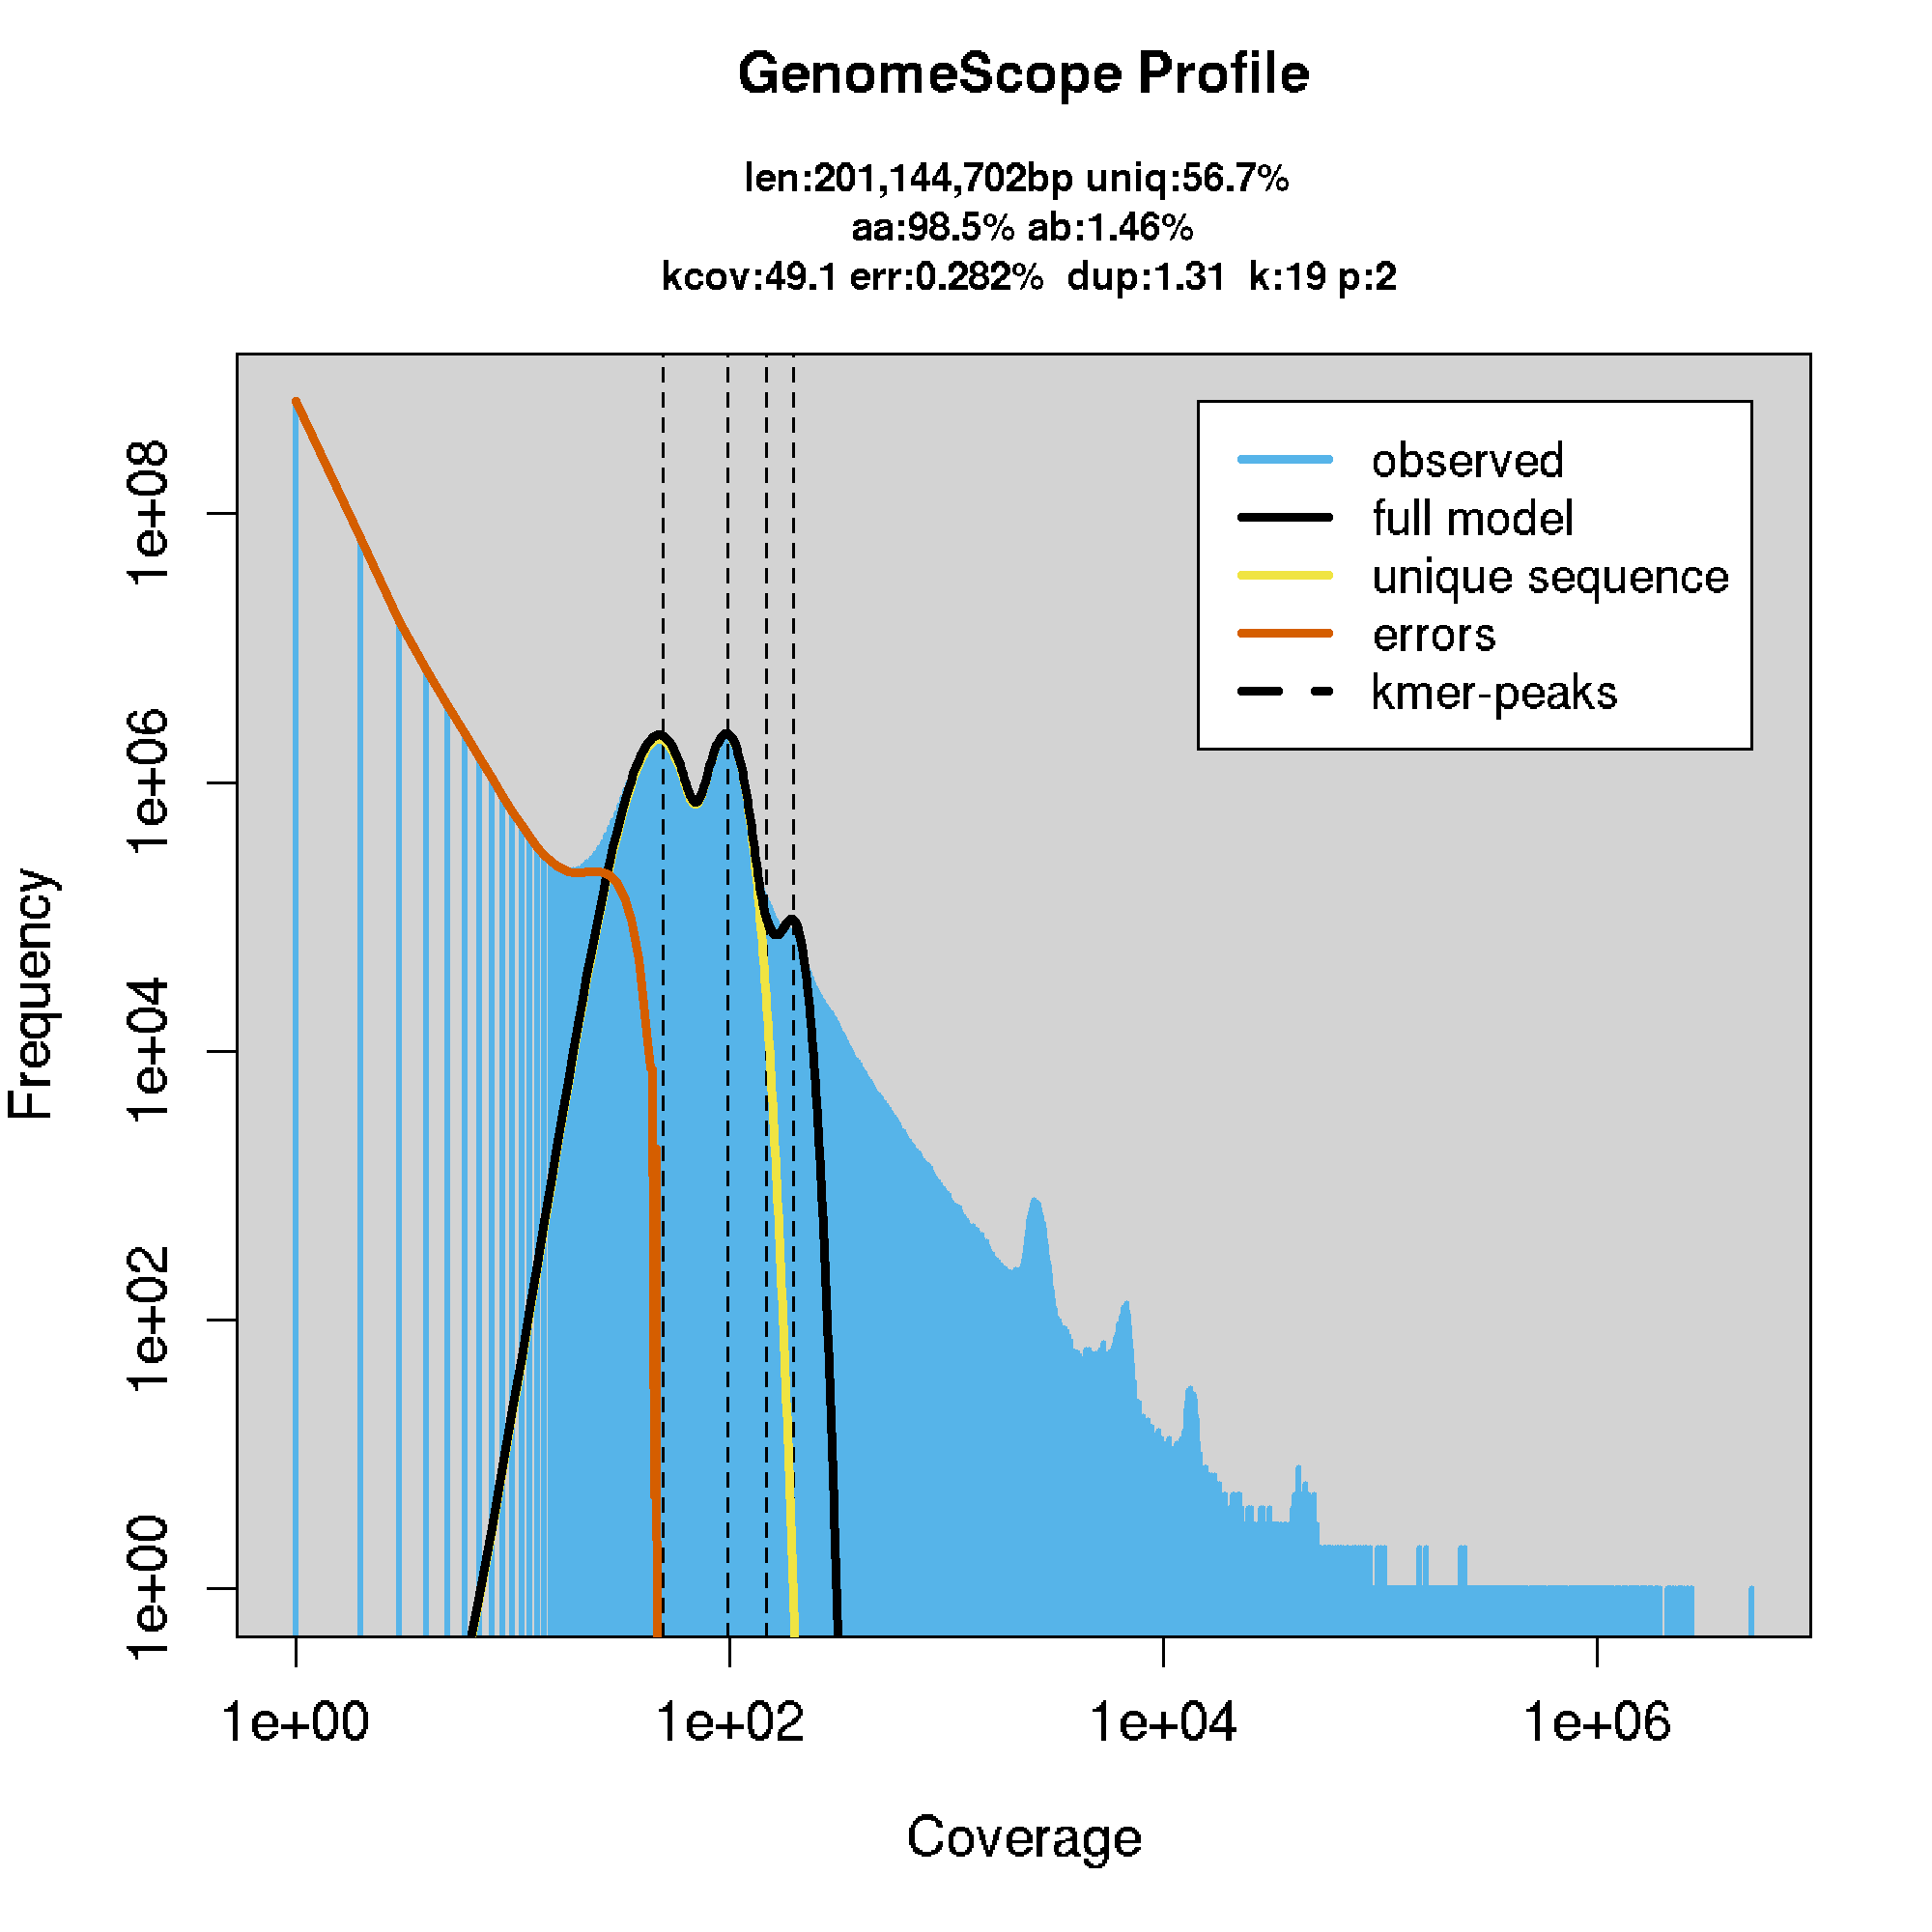 GenomeScope Profile
len:201,144,702bp uniq:56.7%
aa:98.5% ab:1.46%
kcov:49.1 err:0.282% dup:1.31 k:19 p:2
observed
full model
unique sequence
errors
kmer-peaks
Frequency
1e+08
1e+06
1e+04
1e+02
1e+00
1e+00 1e+02 1e+04 1e+06
Coverage